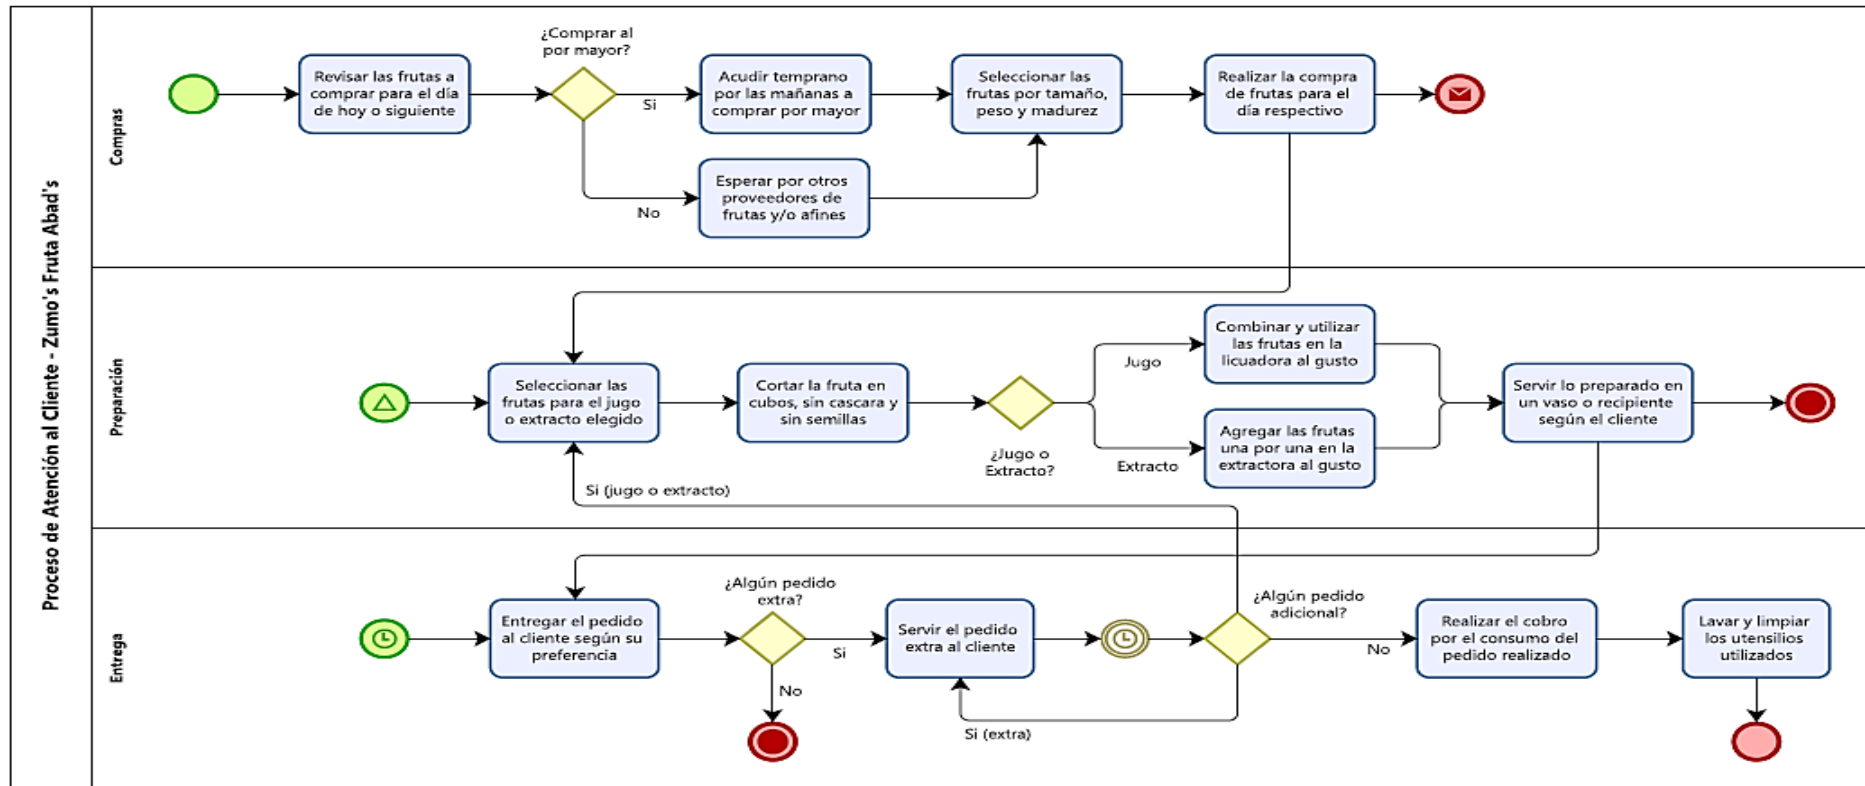 Proceso de Atención al Cliente - Zumo's Fruta Abad's
Compras
Revisar las frutas a
comprar para el día
de hoy o siguiente
¿Comprar al
por mayor?
Si
No
Acudir temprano
por las mañanas a
comprar por mayor
Esperar por otros
proveedores de
frutas y/o afines
Seleccionar las
frutas por tamaño,
peso y madurez
Realizar la compra
de frutas para el
día respectivo
Preparación
Seleccionar las
frutas para el jugo
o extracto elegido
Cortar la fruta en
cubos, sin cascara y
sin semillas
¿Jugo o
Extracto?
Jugo
Extracto
Combinar y utilizar
las frutas en la
licuadora al gusto
Agregar las frutas
una por una en la
extractora al gusto
Servir lo preparado en
un vaso o recipiente
según el cliente
Si (jugo o extracto)
Entrega
Entregar el pedido
al cliente según su
preferencia
¿Algún pedido
extra?
Si
No
Servir el pedido
extra al cliente
¿Algún pedido
adicional?
No
Si (extra)
Realizar el cobro
por el consumo del
pedido realizado
Lavar y limpiar
los utensilios
utilizados